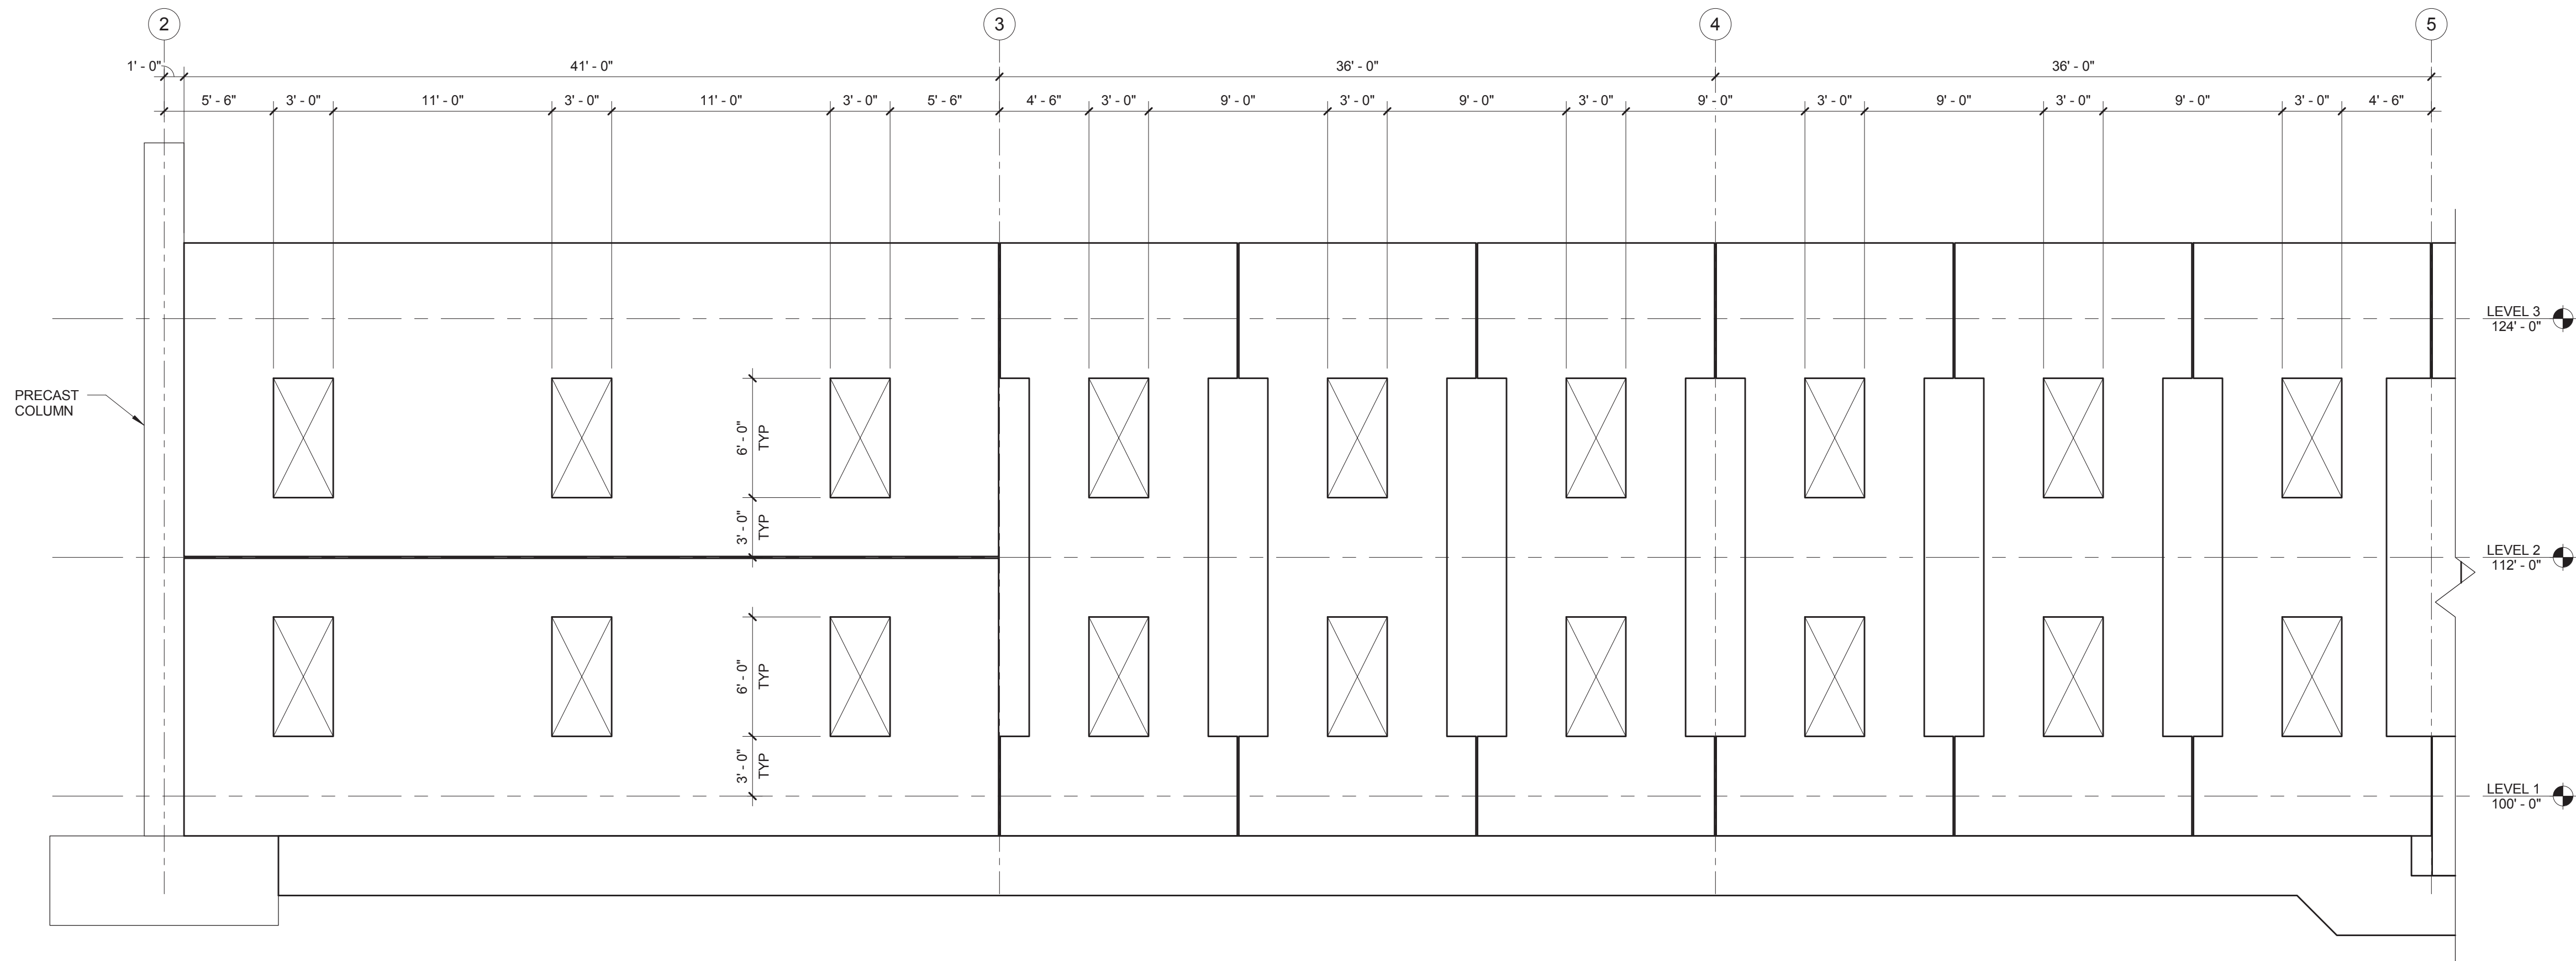 2
3
4
5
1' - 0"
41' - 0"
36' - 0"
36' - 0"
5' - 6"
3' - 0"
11' - 0"
3' - 0"
11' - 0"
3' - 0"
5' - 6"
4' - 6"
3' - 0"
9' - 0"
3' - 0"
9' - 0"
3' - 0"
9' - 0"
3' - 0"
9' - 0"
3' - 0"
9' - 0"
3' - 0"
4' - 6"
LEVEL 3
124' - 0"
PRECAST
COLUMN
6' - 0"
TYP
3' - 0"
TYP
LEVEL 2
112' - 0"
6' - 0"
TYP
3' - 0"
TYP
LEVEL 1
100' - 0"